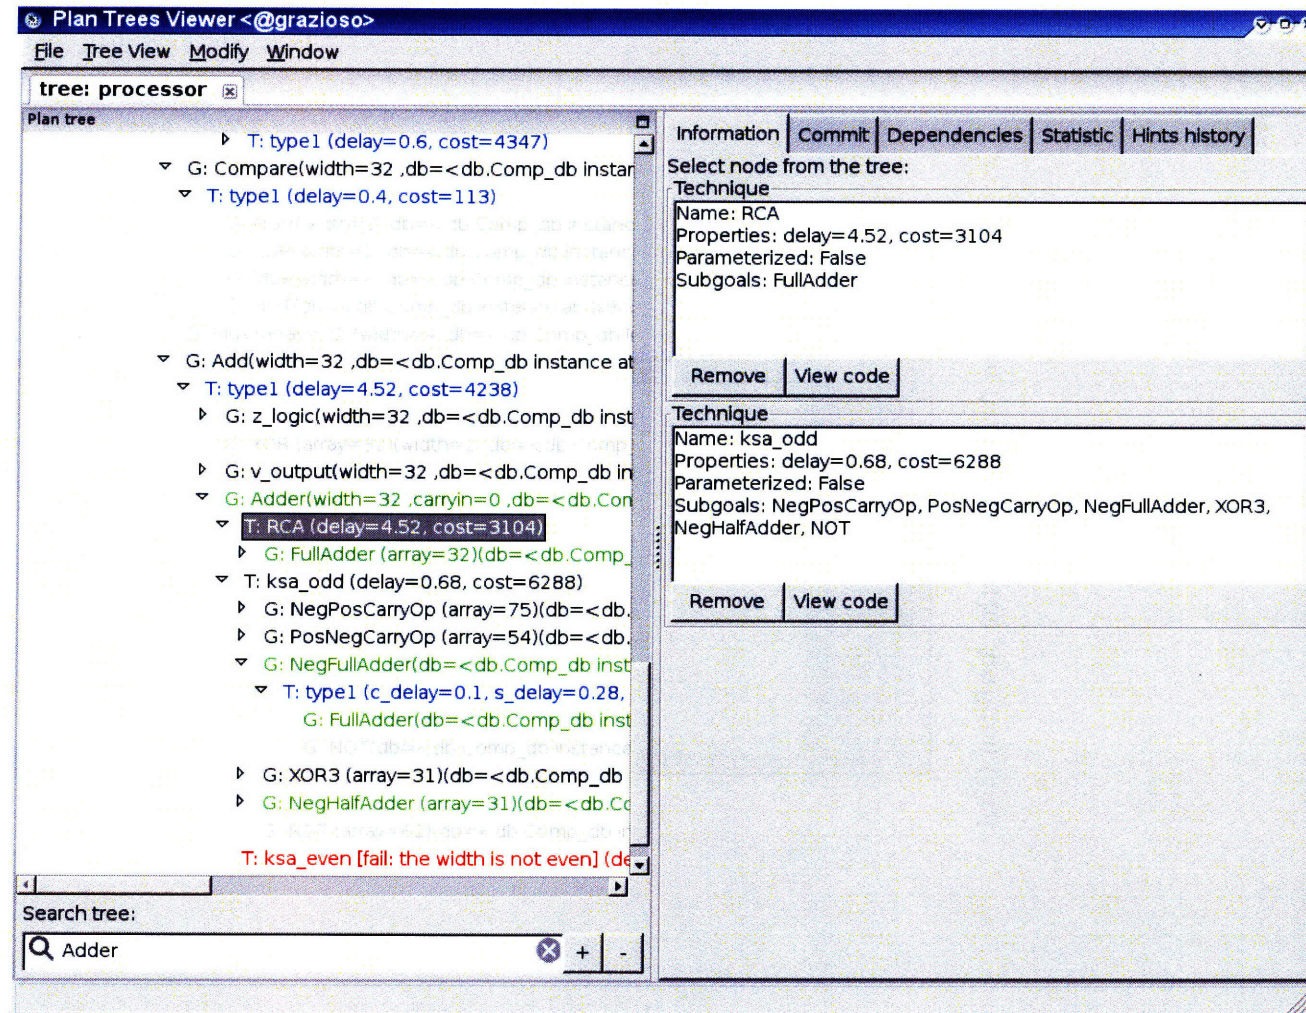 Plan Trees Viewer <@grazioso>
File Tree View Modify Window
tree: processor
Plan tree
T: type1 (delay=0.6, cost=4347)
G: Compare(width=32 ,db=<db.Comp_db instar
T: type1 (delay=0.4, cost=113)
G: Add(width=32 ,db=<db.Comp_db instance at
T: type1 (delay=4.52, cost=4238)
G: z_logic(width=32 ,db=<db.Comp_db inst
G: v_output(width=32 ,db=<db.Comp_db in
G: Adder(width=32 ,carryin=0 ,db=<db.Con
T: RCA (delay=4.52, cost=3104)
G: FullAdder (array=32)(db=<db.Comp_
T: ksa_odd (delay=0.68, cost=6288)
G: NegPosCarryOp (array=75)(db=<db.
G: PosNegCarryOp (array=54)(db=<db.
G: NegFullAdder(db=<db.Comp_db inst
T: type1 (c_delay=0.1, s_delay=0.28,
G: FullAdder(db=<db.Comp_db inst
G: XOR3 (array=31)(db=<db.Comp_db
G: NegHalfAdder (array=31)(db=<db.Cc
T: ksa_even [fail: the width is not even] (de
Search tree:
Adder
+ -
Information Commit Dependencies Statistic Hints history
Select node from the tree:
Technique
Name: RCA
Properties: delay=4.52, cost=3104
Parameterized: False
Subgoals: FullAdder
Remove View code
Technique
Name: ksa_odd
Properties: delay=0.68, cost=6288
Parameterized: False
Subgoals: NegPosCarryOp, PosNegCarryOp, NegFullAdder, XOR3,
NegHalfAdder, NOT
Remove View code